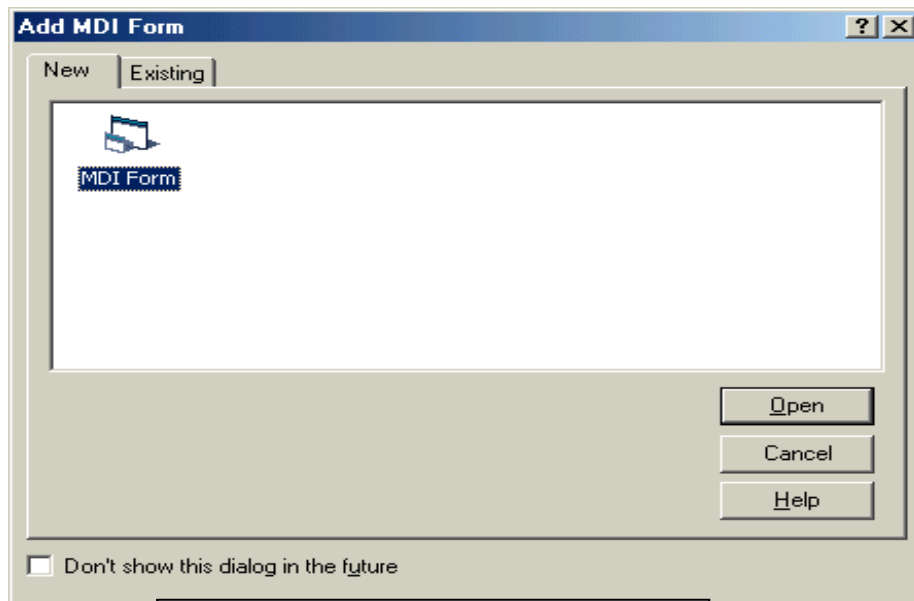 Add MDI Form
New
Existing
MDI Form
Open
Cancel
Help
Don't show this dialog in the future